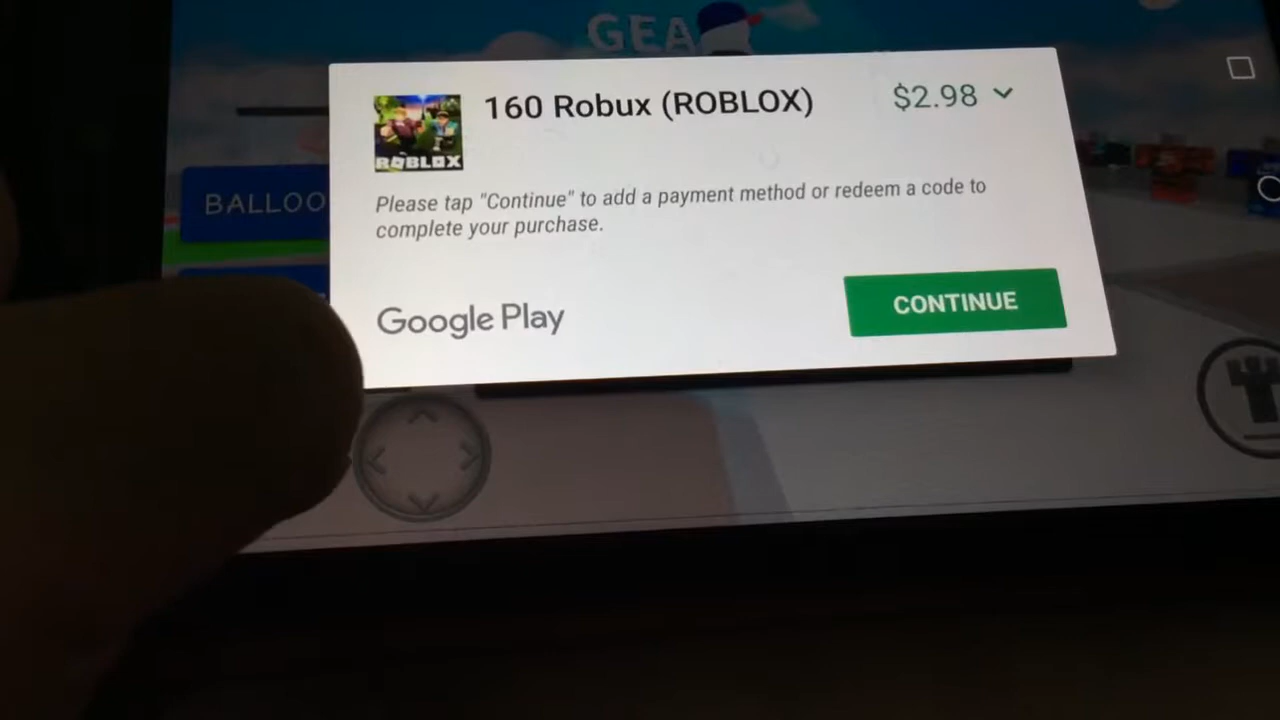 GEA
160 Robux (ROBLOX)
$2.98
ROBLOX
BALLOO
Please tap "Continue" to add a payment method or redeem a code to
complete your purchase.
Google Play
CONTINUE